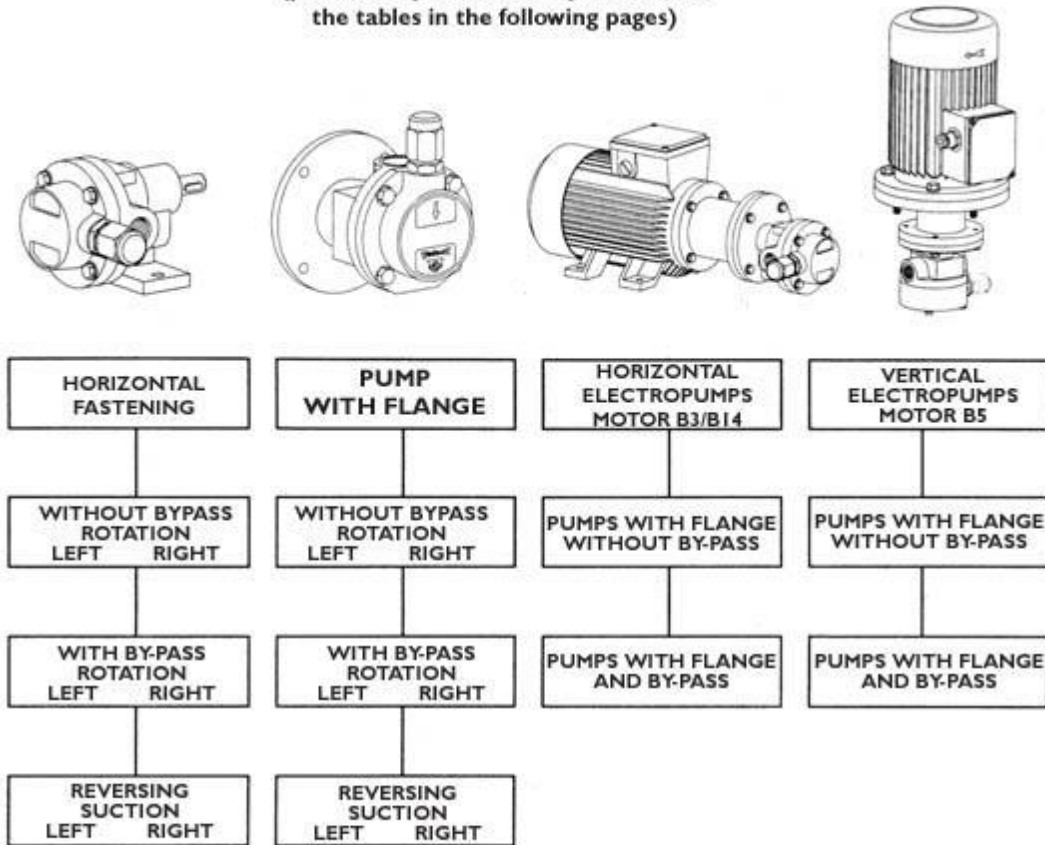 the tables in the following pages)
HORIZONTAL
FASTENING
WITHOUT BYPASS
ROTATION
LEFT RIGHT
WITH BY-PASS
ROTATION
LEFT RIGHT
REVERSING
SUCTION
LEFT RIGHT
PUMP
WITH FLANGE
WITHOUT BYPASS
ROTATION
LEFT RIGHT
WITH BY-PASS
ROTATION
LEFT RIGHT
REVERSING
SUCTION
LEFT RIGHT
HORIZONTAL
ELECTROPUMPS
MOTOR B3/B14
PUMPS WITH FLANGE
WITHOUT BY-PASS
PUMPS WITH FLANGE
AND BY-PASS
VERTICAL
ELECTROPUMPS
MOTOR B5
PUMPS WITH FLANGE
WITHOUT BY-PASS
PUMPS WITH FLANGE
AND BY-PASS